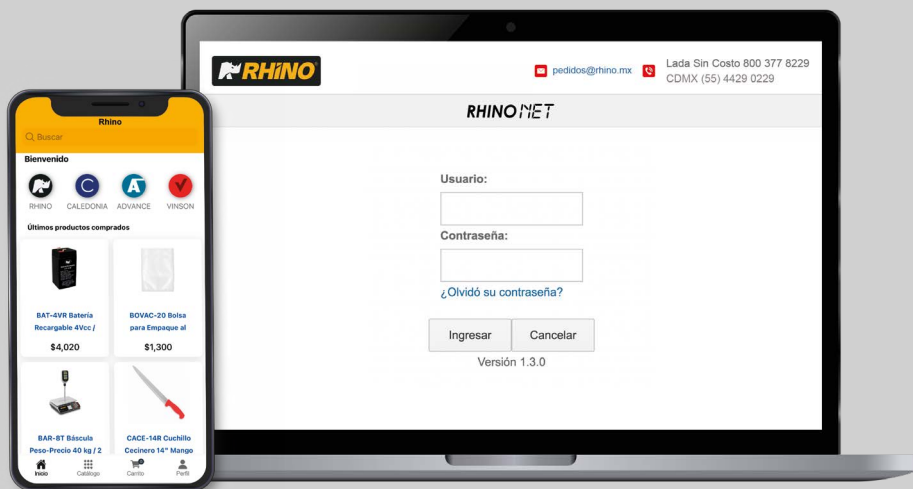 RHINO
pedidos@rhino.mx
Lada Sin Costo 800 377 8229
CDMX (55) 4429 0229
RHINO NET
Usuario:
Contraseña:
¿Olvidó su contraseña?
Ingresar Cancelar
Versión 1.3.0
Rhino
Buscar
Bienvenido
RHINO CALEDONIA ADVANCE VINSON
Últimos productos comprados
BAT-4VR Batería
Recargable 4Vcc /
$4,020
BOVAC-20 Bolsa
para Empaque al
$1,300
BAR-8T Báscula
Peso-Precio 40 kg / 2
CACE-14R Cuchillo
Cocinero 14" Mango
Inicio Catálogo Carrito Perfil